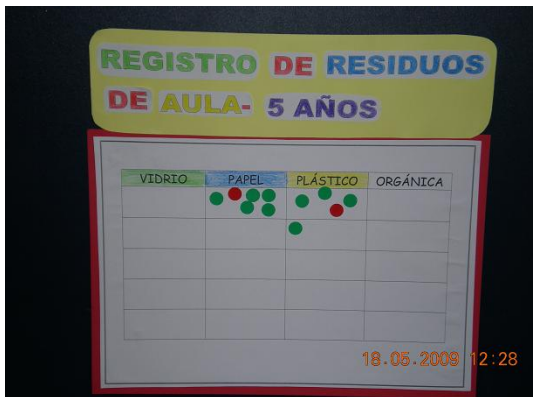 REGISTRO DE RESIDUOS
DE AULA- 5 AÑOS
VIDRIO PAPEL PLÁSTICO ORGÁNICA
18.05.2009 12:28